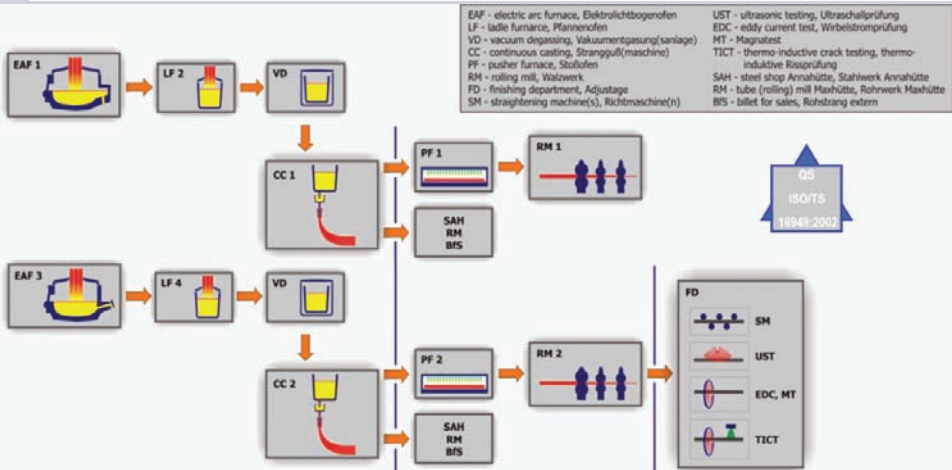 EAF - electric arc furnace, Elektrolichtbogenofen
LF - ladle furnarce, Pfannenofen
VD - vacuum degassing, Vakuumentgasung(sanlage)
CC - continuous casting, Strangguß(maschine)
PF - pusher furnace, Stoßofen
RM - rolling mill, Walzwerk
FD - finishing department, Adjustage
SM - straightening machine(s), Richtmaschine(n)
UST - ultrasonic testing, Ultraschallprüfung
EDC - eddy current test, Wirbelstromprüfung
MT - Magnatest
TICT - thermo-inductive crack testing, thermo-
induktive Rissprüfung
SAH - steel shop Annahütte, Stahlwerk Annahütte
RM - tube (rolling) mill Maxhütte, Rohrwerk Maxhütte
BfS - billet for sales, Rohstrang extern
EAF 1
LF 2
VD
CC 1
PF 1
RM 1
SAH
RM
BfS
QS
ISO/TS
16949:2002
EAF 3
LF 4
VD
CC 2
PF 2
RM 2
SAH
RM
BfS
FD
SM
UST
EDC, MT
TICT